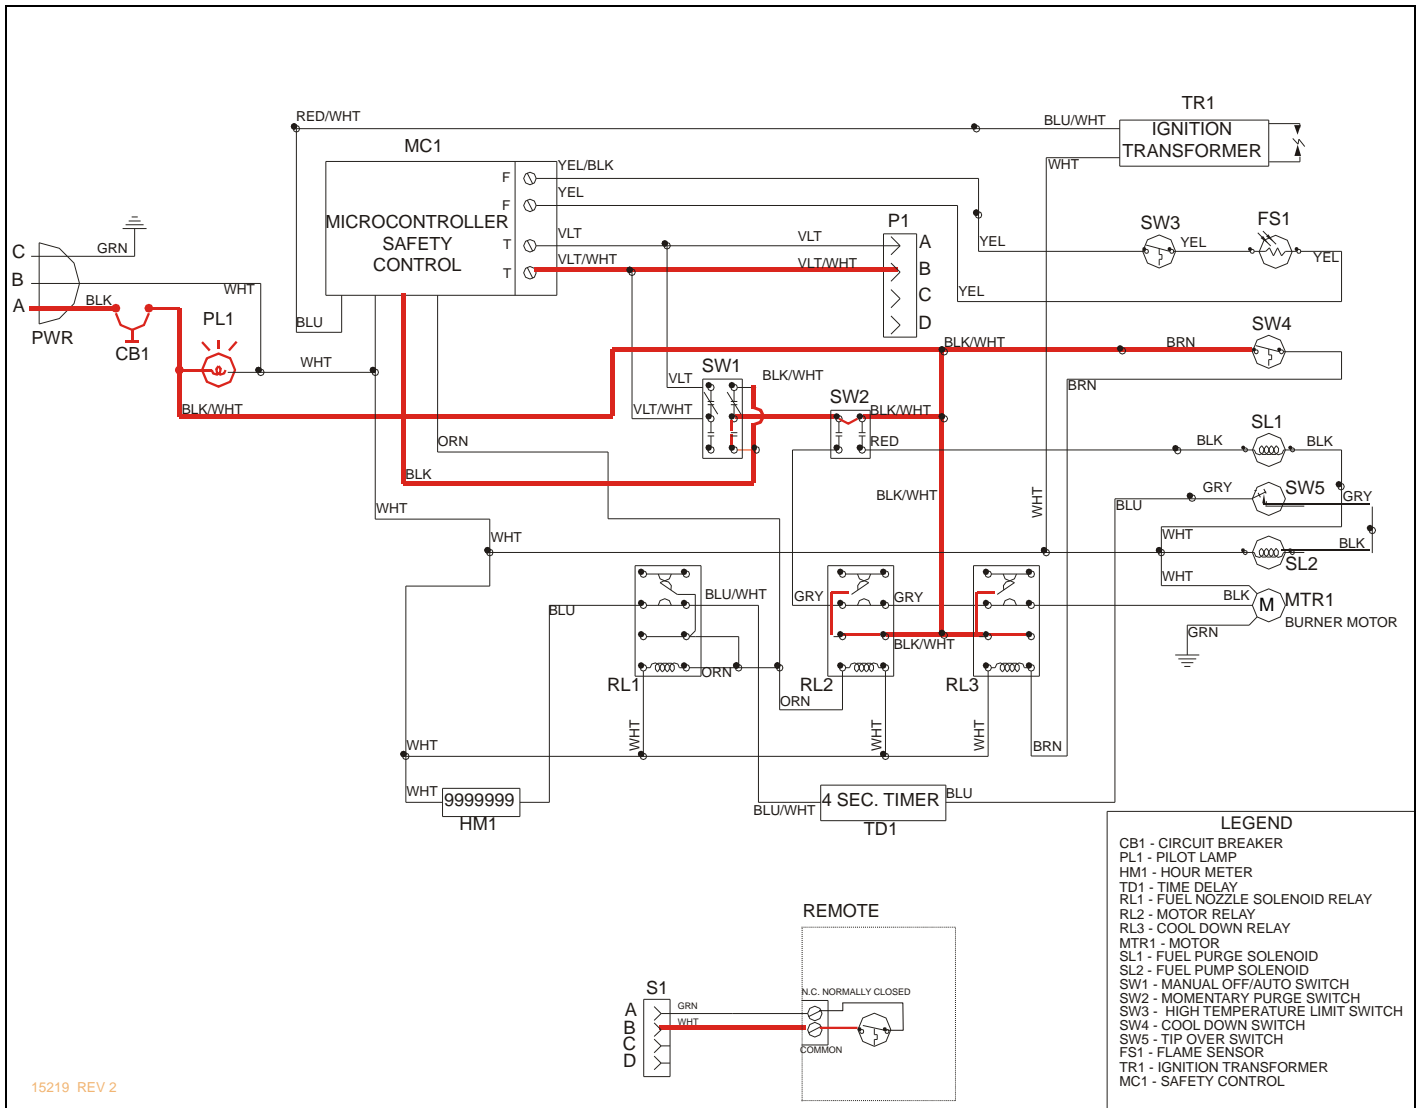 TR1
RED/WHT
BLU/WHT
IGNITION
TRANSFORMER
MC1
WHT
YEL/BLK
F
YEL
F
MICROCONTROLLER
SAFETY
CONTROL
VLT
T
VLT/WHT
T
P1
VLT
A
VLT/WHT
B
C
D
SW3
FS1
YEL
YEL
YEL
YEL
C
GRN
B
WHT
A
BLK
PWR
CB1
PL1
BLU
WHT
BLK/WHT
SW4
BLK/WHT
BRN
BRN
SW1
VLT
BLK/WHT
VLT/WHT
SW2
BLK/WHT
RED
ORN
BLK
SL1
BLK
BLK
BLK/WHT
WHT
GRY
SW5
GRY
BLU
WHT
WHT
WHT
BLK
SL2
WHT
BLU
BLU/WHT
GRY
GRY
BLK
M
MTR1
BURNER MOTOR
GRN
BLK/WHT
ORN
RL1
RL2
RL3
ORN
WHT
WHT
WHT
WHT
BRN
WHT
9999999
HM1
BLU/WHT
4 SEC. TIMER
BLU
TD1
LEGEND
CB1 - CIRCUIT BREAKER
PL1 - PILOT LAMP
HM1 - HOUR METER
TD1 - TIME DELAY
RL1 - FUEL NOZZLE SOLENOID RELAY
RL2 - MOTOR RELAY
RL3 - COOL DOWN RELAY
MTR1 - MOTOR
SL1 - FUEL PURGE SOLENOID
SL2 - FUEL PUMP SOLENOID
SW1 - MANUAL OFF/AUTO SWITCH
SW2 - MOMENTARY PURGE SWITCH
SW3 - HIGH TEMPERATURE LIMIT SWITCH
SW4 - COOL DOWN SWITCH
SW5 - TIP OVER SWITCH
FS1 - FLAME SENSOR
TR1 - IGNITION TRANSFORMER
MC1 - SAFETY CONTROL
REMOTE
S1
A
GRN
B
WHT
C
D
N.C. NORMALLY CLOSED
COMMON
15219 REV 2